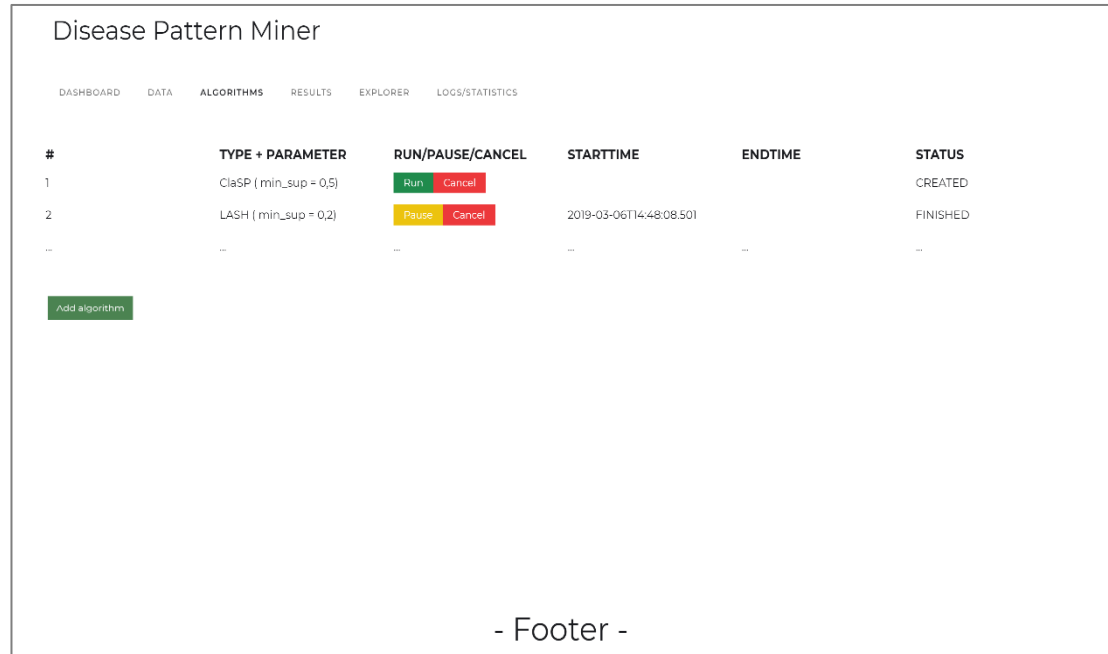 Disease Pattern Miner
DASHBOARD DATA ALGORITHMS RESULTS EXPLORER LOGS/STATISTICS
# TYPE + PARAMETER RUN/PAUSE/CANCEL STARTTIME ENDTIME STATUS
1 ClaSP ( min_sup = 0,5) Run Cancel CREATED
2 LASH ( min_sup = 0,2) Pause Cancel 2019-03-06T14:48:08.501 FINISHED
... ... ... ... ... ...
Add algorithm
- Footer -